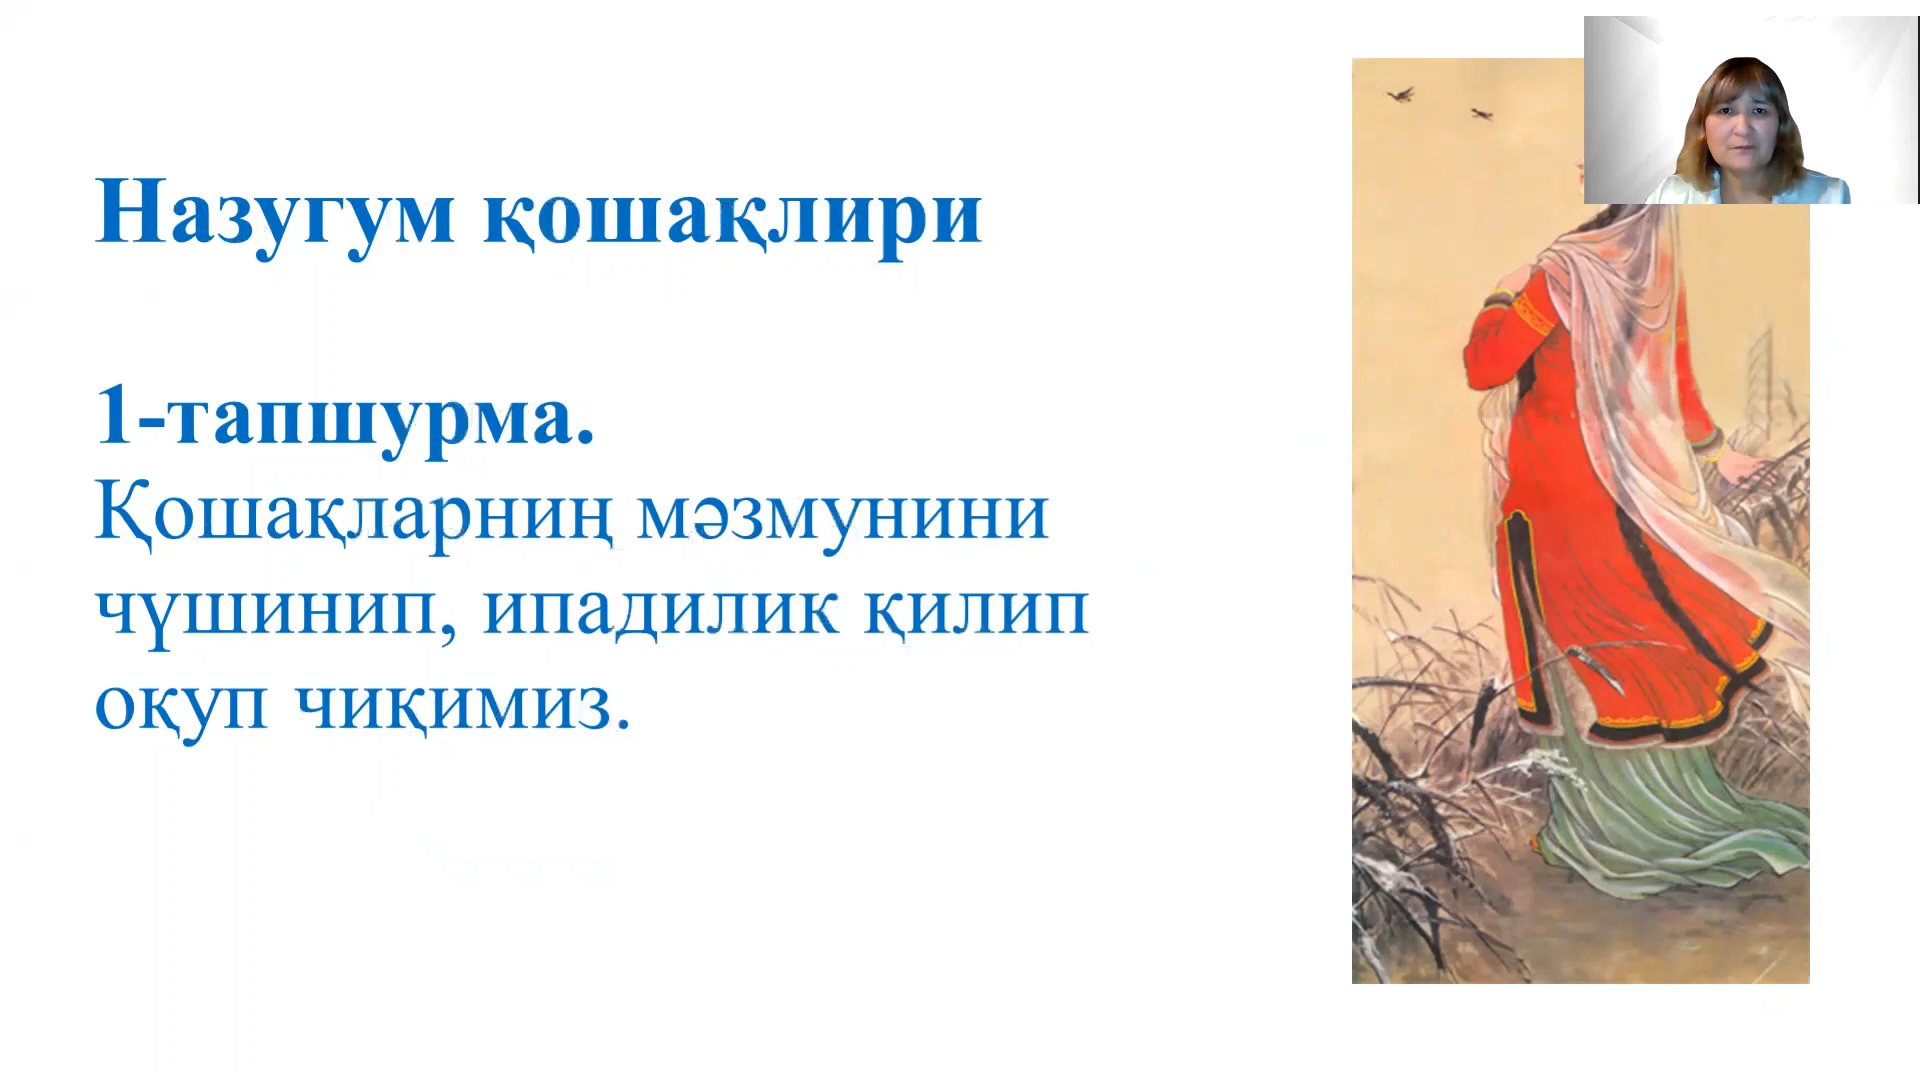 Назугум қошақлири
1-тапшурма.
Қошақларниң мәзмунини
чүшинип, ипадилик қилип
оқуп чиқимиз.